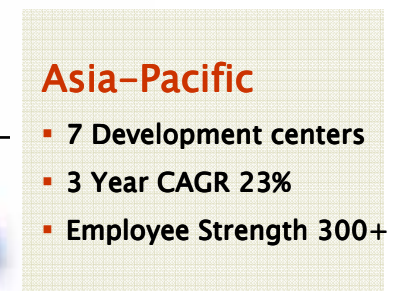 Asia-Pacific
▪ 7 Development centers
▪ 3 Year CAGR 23%
▪ Employee Strength 300+